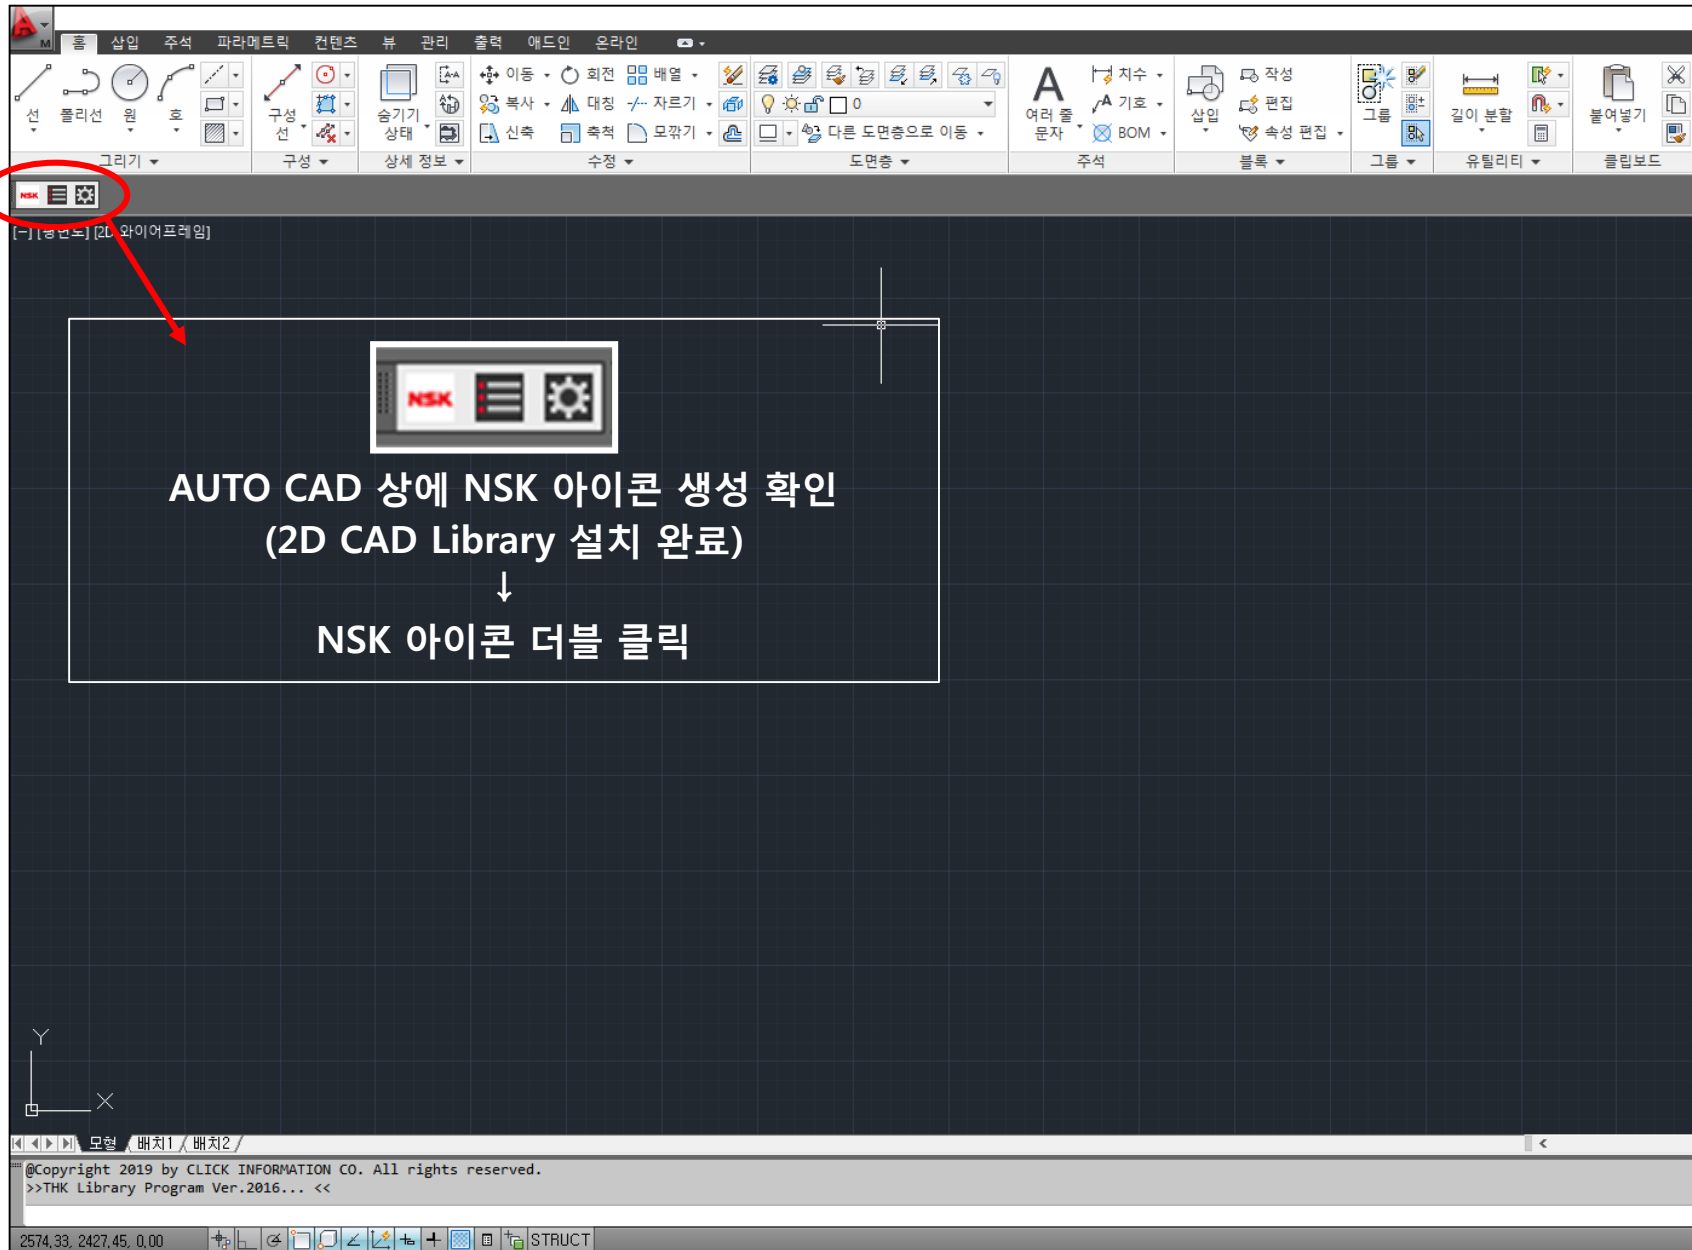 M
홈 삽입 주석 파라메트릭 컨텐츠 뷰 관리 출력 애드인 온라인
선 폴리선 원 호
구성
선
숨기기
상태
이동 회전 배열
복사 대칭 자르기
신축 축척 모깎기
0
다른 도면층으로 이동
A
여러 줄
문자
치수
기호
BOM
삽입
작성
편집
속성 편집
그룹
길이 분할
붙여넣기
그리기 구성 상세 정보 수정 도면층 주석 블록 그룹 유틸리티 클립보드
NSK
[−] [평면도] [2D 와이어프레임]
NSK
AUTO CAD 상에 NSK 아이콘 생성 확인
(2D CAD Library 설치 완료)
↓
NSK 아이콘 더블 클릭
Y
X
모형 배치1 배치2
@Copyright 2019 by CLICK INFORMATION CO. All rights reserved.
>>THK Library Program Ver.2016... <<
2574,33, 2427,45, 0,00 STRUCT